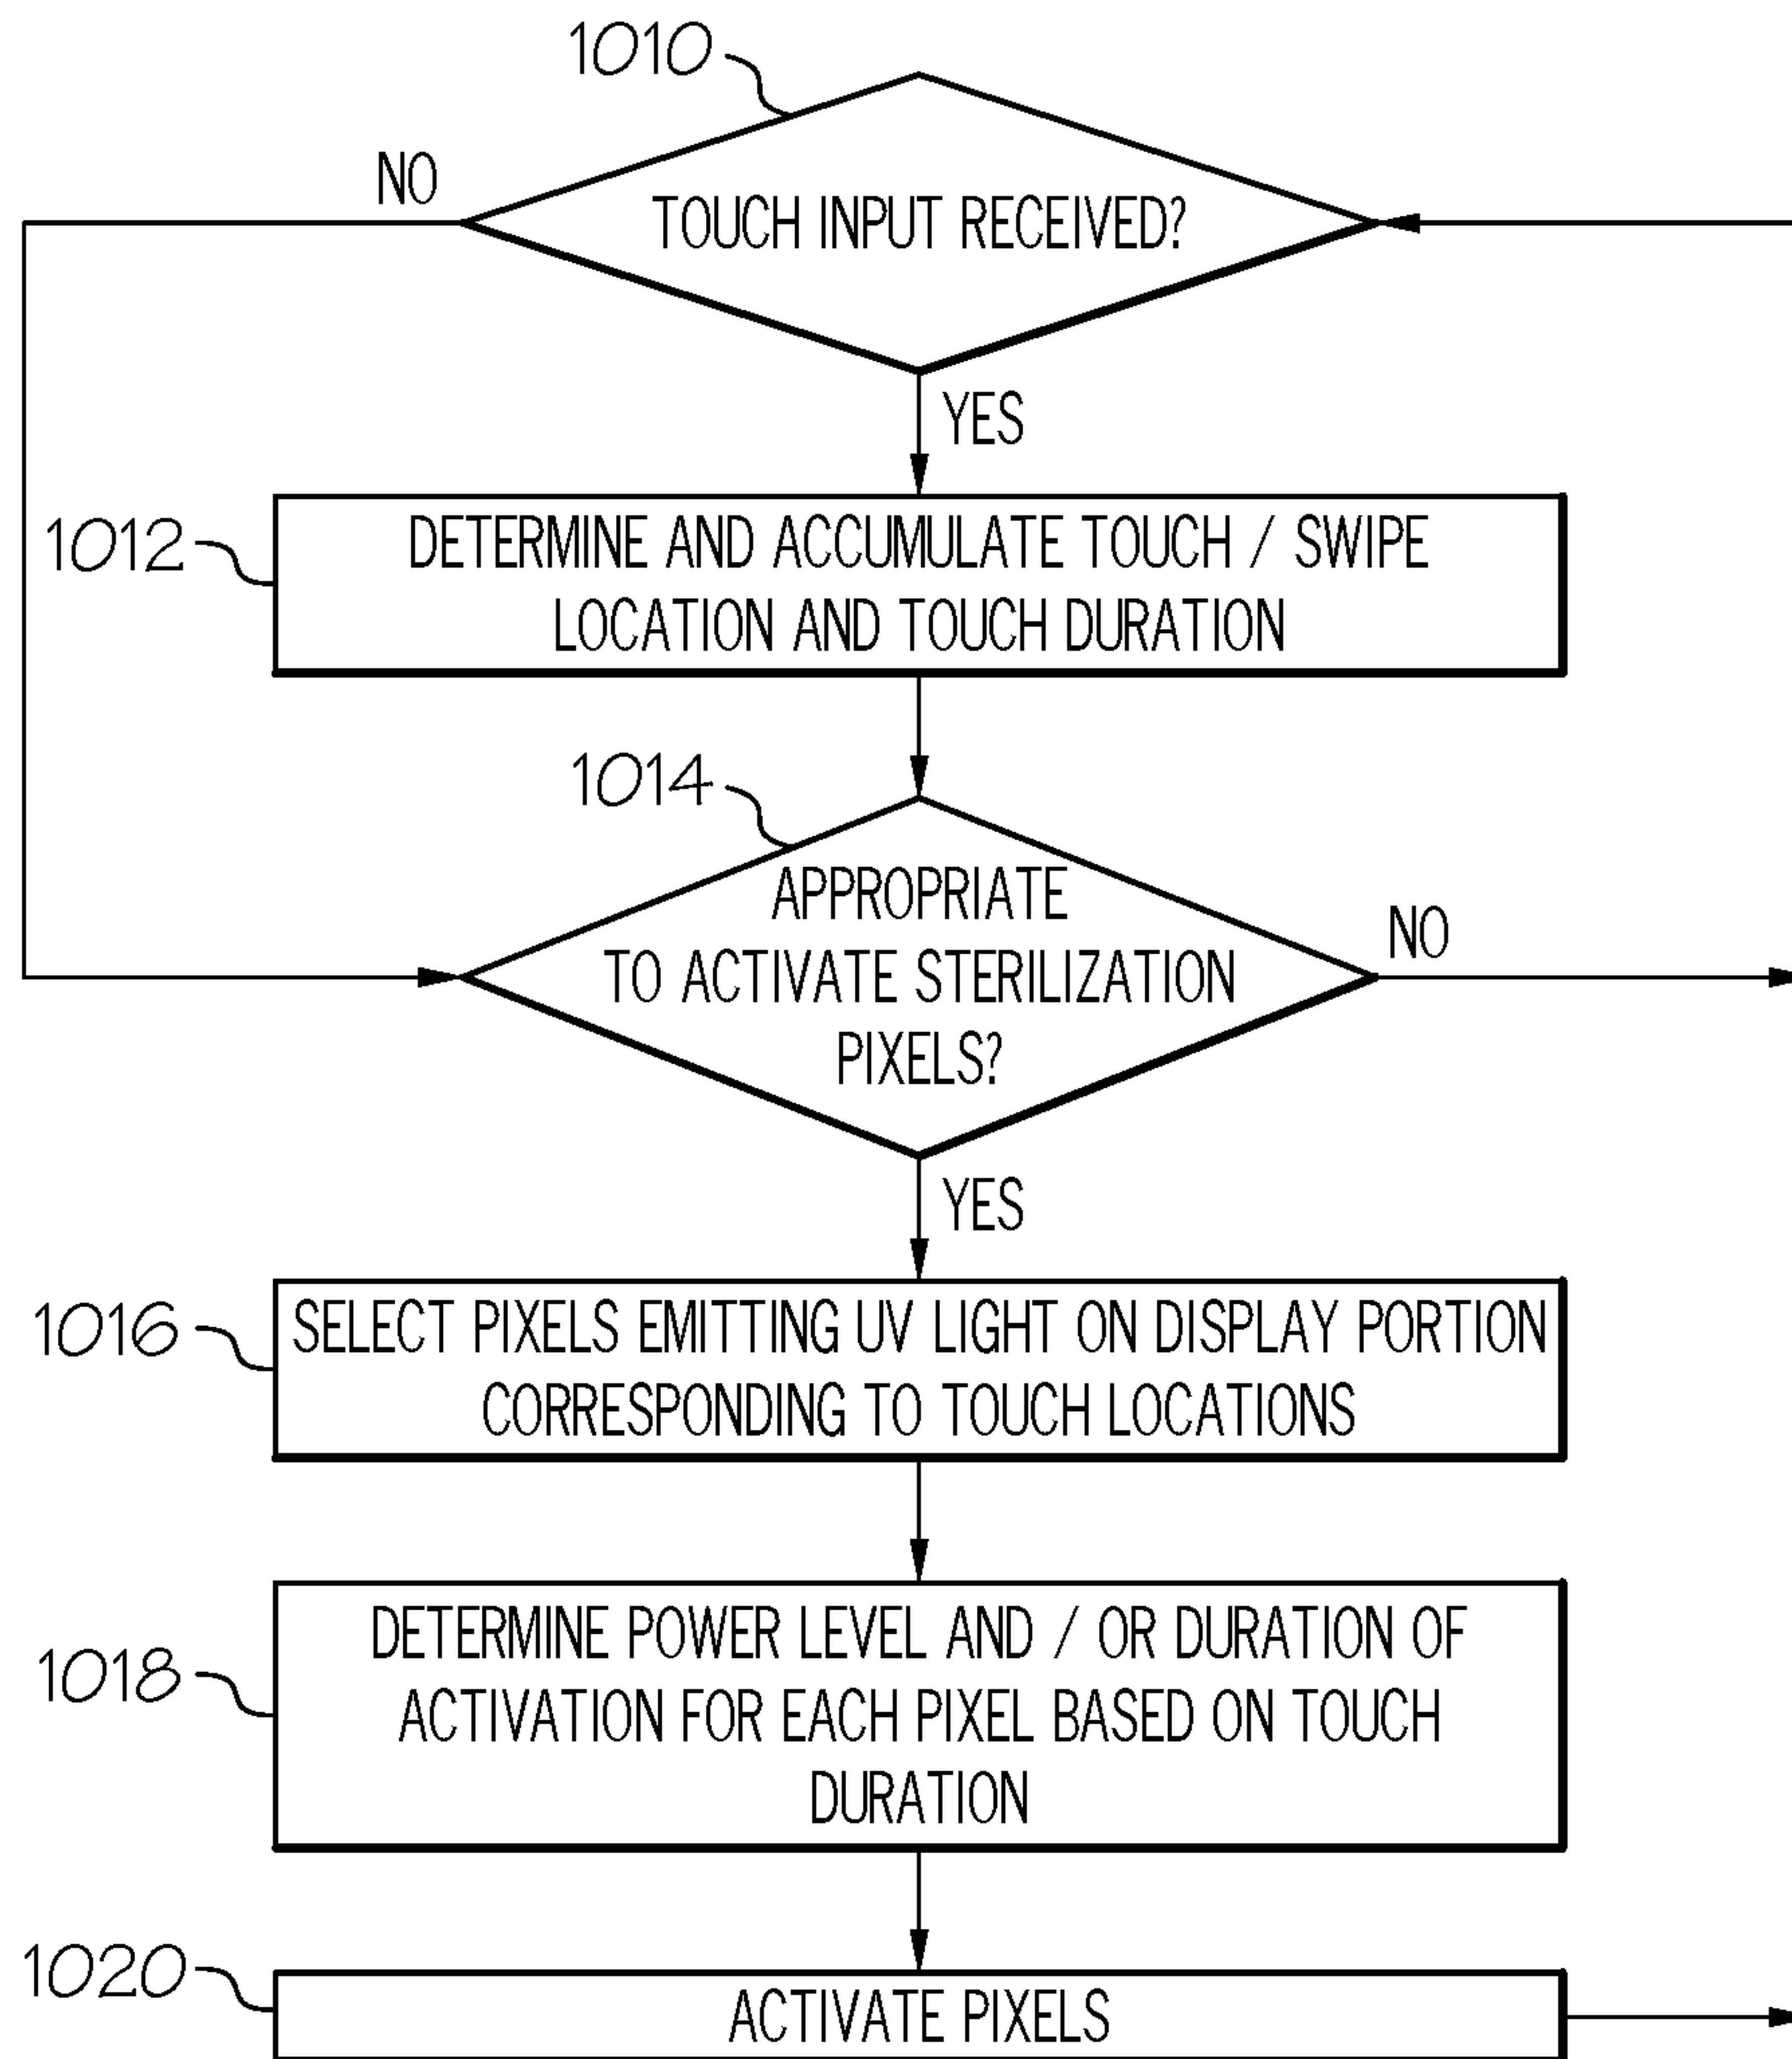 1010
NO
TOUCH INPUT RECEIVED?
YES
1012
DETERMINE AND ACCUMULATE TOUCH / SWIPE
LOCATION AND TOUCH DURATION
1014
APPROPRIATE
TO ACTIVATE STERILIZATION
PIXELS?
NO
YES
1016
SELECT PIXELS EMITTING UV LIGHT ON DISPLAY PORTION
CORRESPONDING TO TOUCH LOCATIONS
1018
DETERMINE POWER LEVEL AND / OR DURATION OF
ACTIVATION FOR EACH PIXEL BASED ON TOUCH
DURATION
1020
ACTIVATE PIXELS